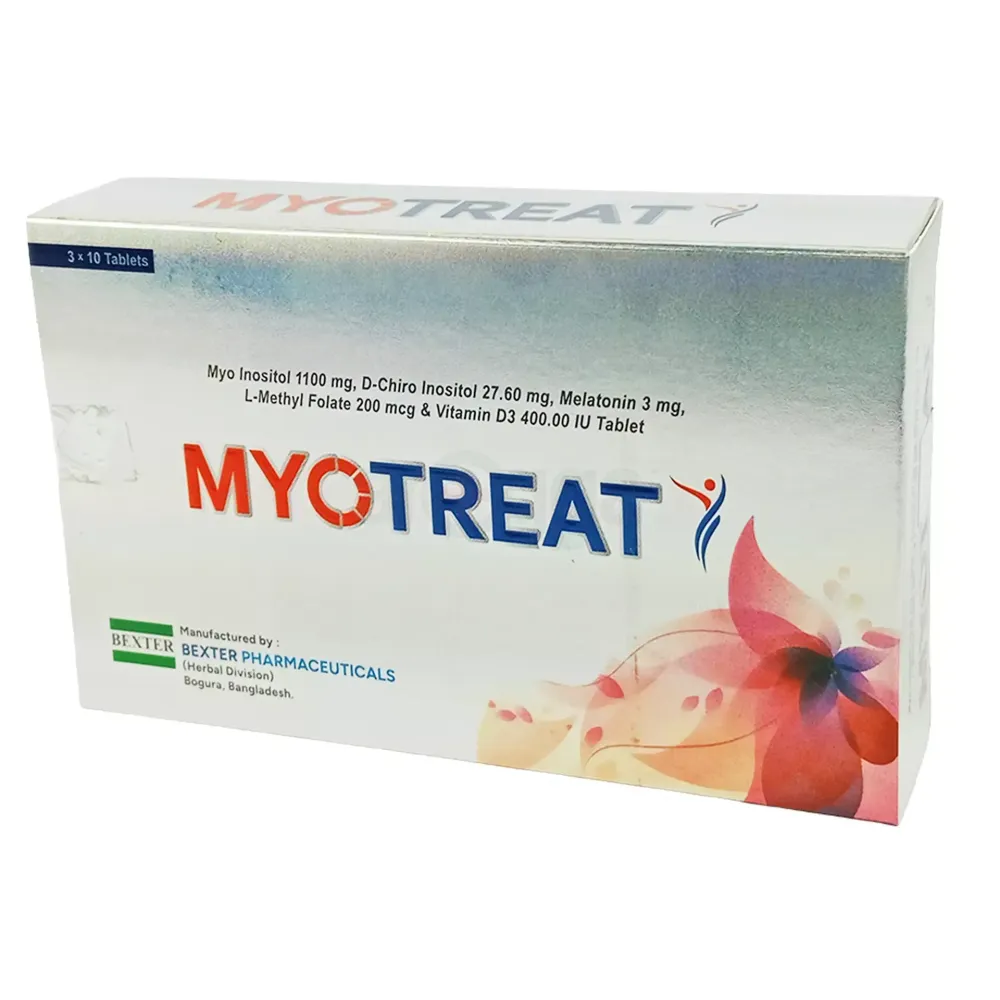 MYOTREAT
3 x 10 Tablets
Myo Inositol 1100 mg, D-Chiro Inositol 27.60 mg, Melatonin 3 mg,
L-Methyl Folate 200 mcg & Vitamin D3 400.00 IU Tablet
MYOTREAT
BEXTER
Manufactured by :
BEXTER PHARMACEUTICALS
(Herbal Division)
Bogura, Bangladesh.